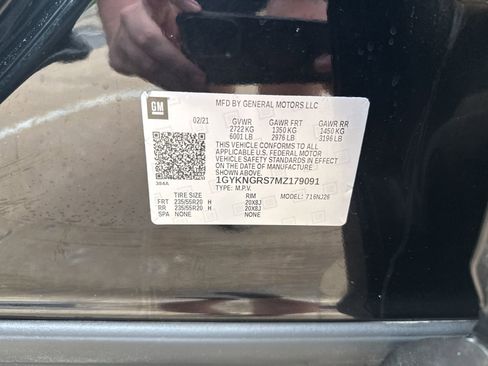 GM
MFD BY GENERAL MOTORS LLC
02/21 GVWR GAWR FRT GAWR RR
2722 KG 1350 KG 1450 KG
6001 LB 2976 LB 3196 LB
THIS VEHICLE CONFORMS TO ALL
APPLICABLE U.S. FEDERAL MOTOR
VEHICLE SAFETY STANDARDS IN EFFECT
ON THE DATE OF MANUFACTURE
SHOWN ABOVE.
1GYKNGRS7MZ179091
TYPE: M.P.V. MODEL: 716NJ26
TIRE SIZE RIM
FRT 235/55R20 H 20X8J
RR 235/55R20 H 20X8J
SPA NONE NONE